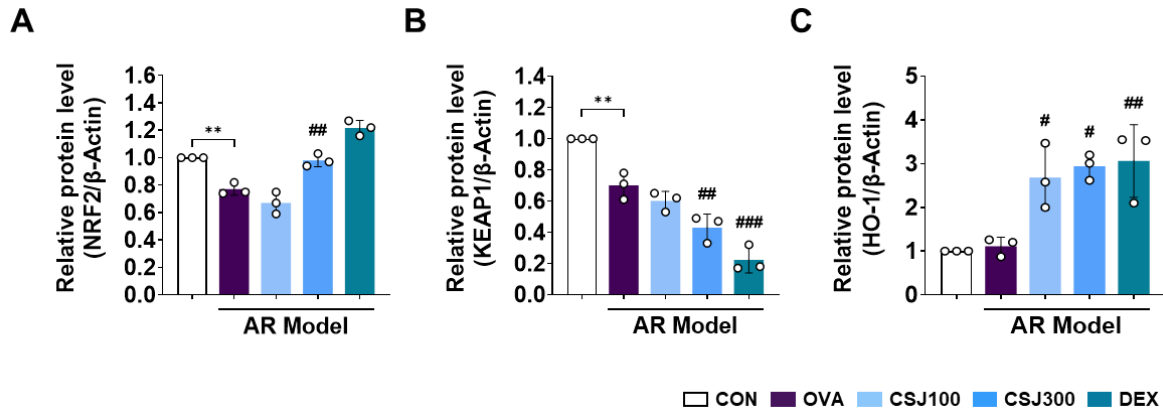 A
Relative protein level
(NRF2/β-Actin)
1.6
1.4
1.2
1.0
0.8
0.6
0.4
0.2
0.0
**
##
AR Model
B
Relative protein level
(KEAP1/β-Actin)
1.4
1.2
1.0
0.8
0.6
0.4
0.2
0.0
**
##
###
AR Model
C
Relative protein level
(HO-1/β-Actin)
5
4
3
2
1
0
#
#
##
AR Model
CON OVA CSJ100 CSJ300 DEX